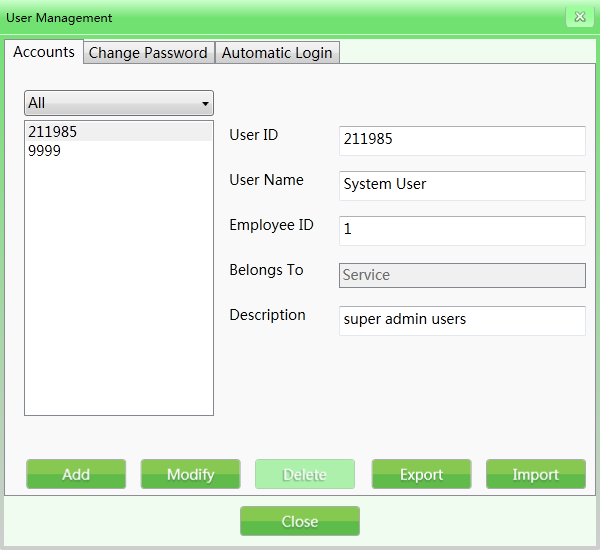 User Management
Accounts Change Password Automatic Login
All
211985
9999
User ID 211985
User Name System User
Employee ID 1
Belongs To Service
Description super admin users
Add Modify Delete Export Import
Close